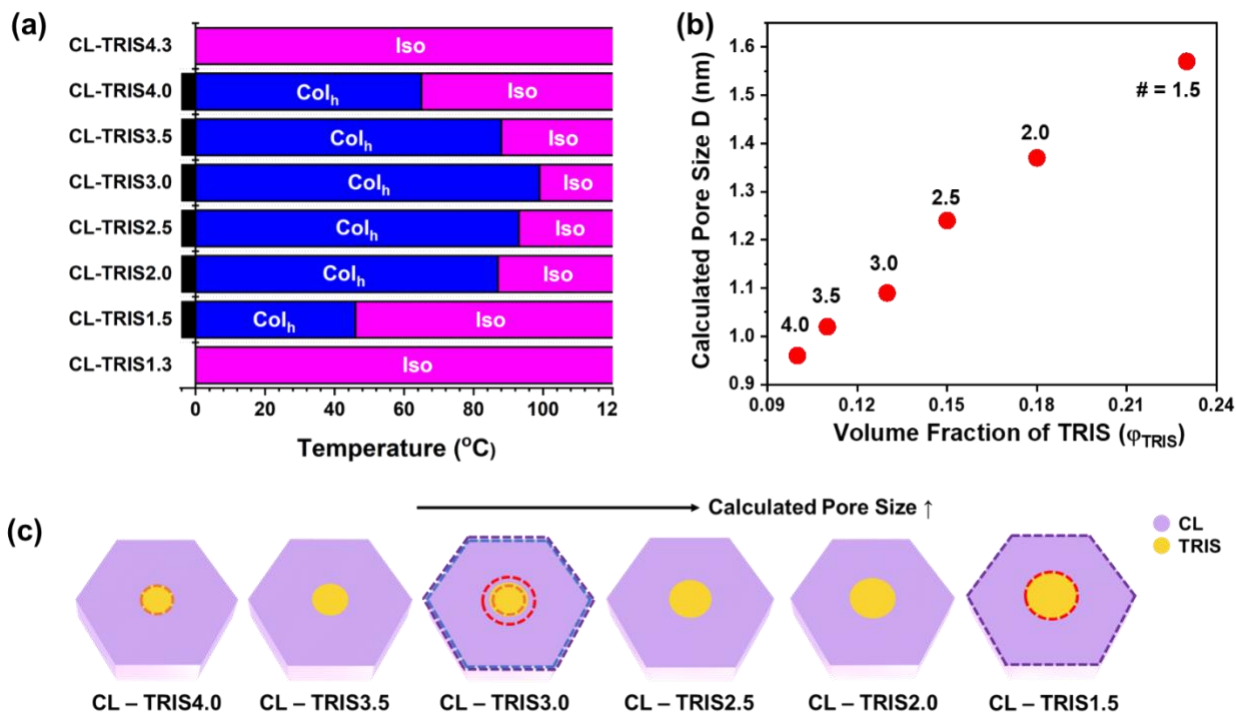 (a)
CL-TRIS4.3
Iso
CL-TRIS4.0
Colh
Iso
CL-TRIS3.5
Colh
Iso
CL-TRIS3.0
Colh
Iso
CL-TRIS2.5
Colh
Iso
CL-TRIS2.0
Colh
Iso
CL-TRIS1.5
Colh
Iso
CL-TRIS1.3
Iso
0 20 40 60 80 100 12
Temperature (°C)
(b)
Calculated Pore Size D (nm)
1.6
1.5
1.4
1.3
1.2
1.1
1.0
0.9
# = 1.5
2.0
2.5
3.0
3.5
4.0
0.09 0.12 0.15 0.18 0.21 0.24
Volume Fraction of TRIS (φTRIS)
(c)
Calculated Pore Size ↑
CL
TRIS
CL – TRIS4.0 CL – TRIS3.5 CL – TRIS3.0 CL – TRIS2.5 CL – TRIS2.0 CL – TRIS1.5